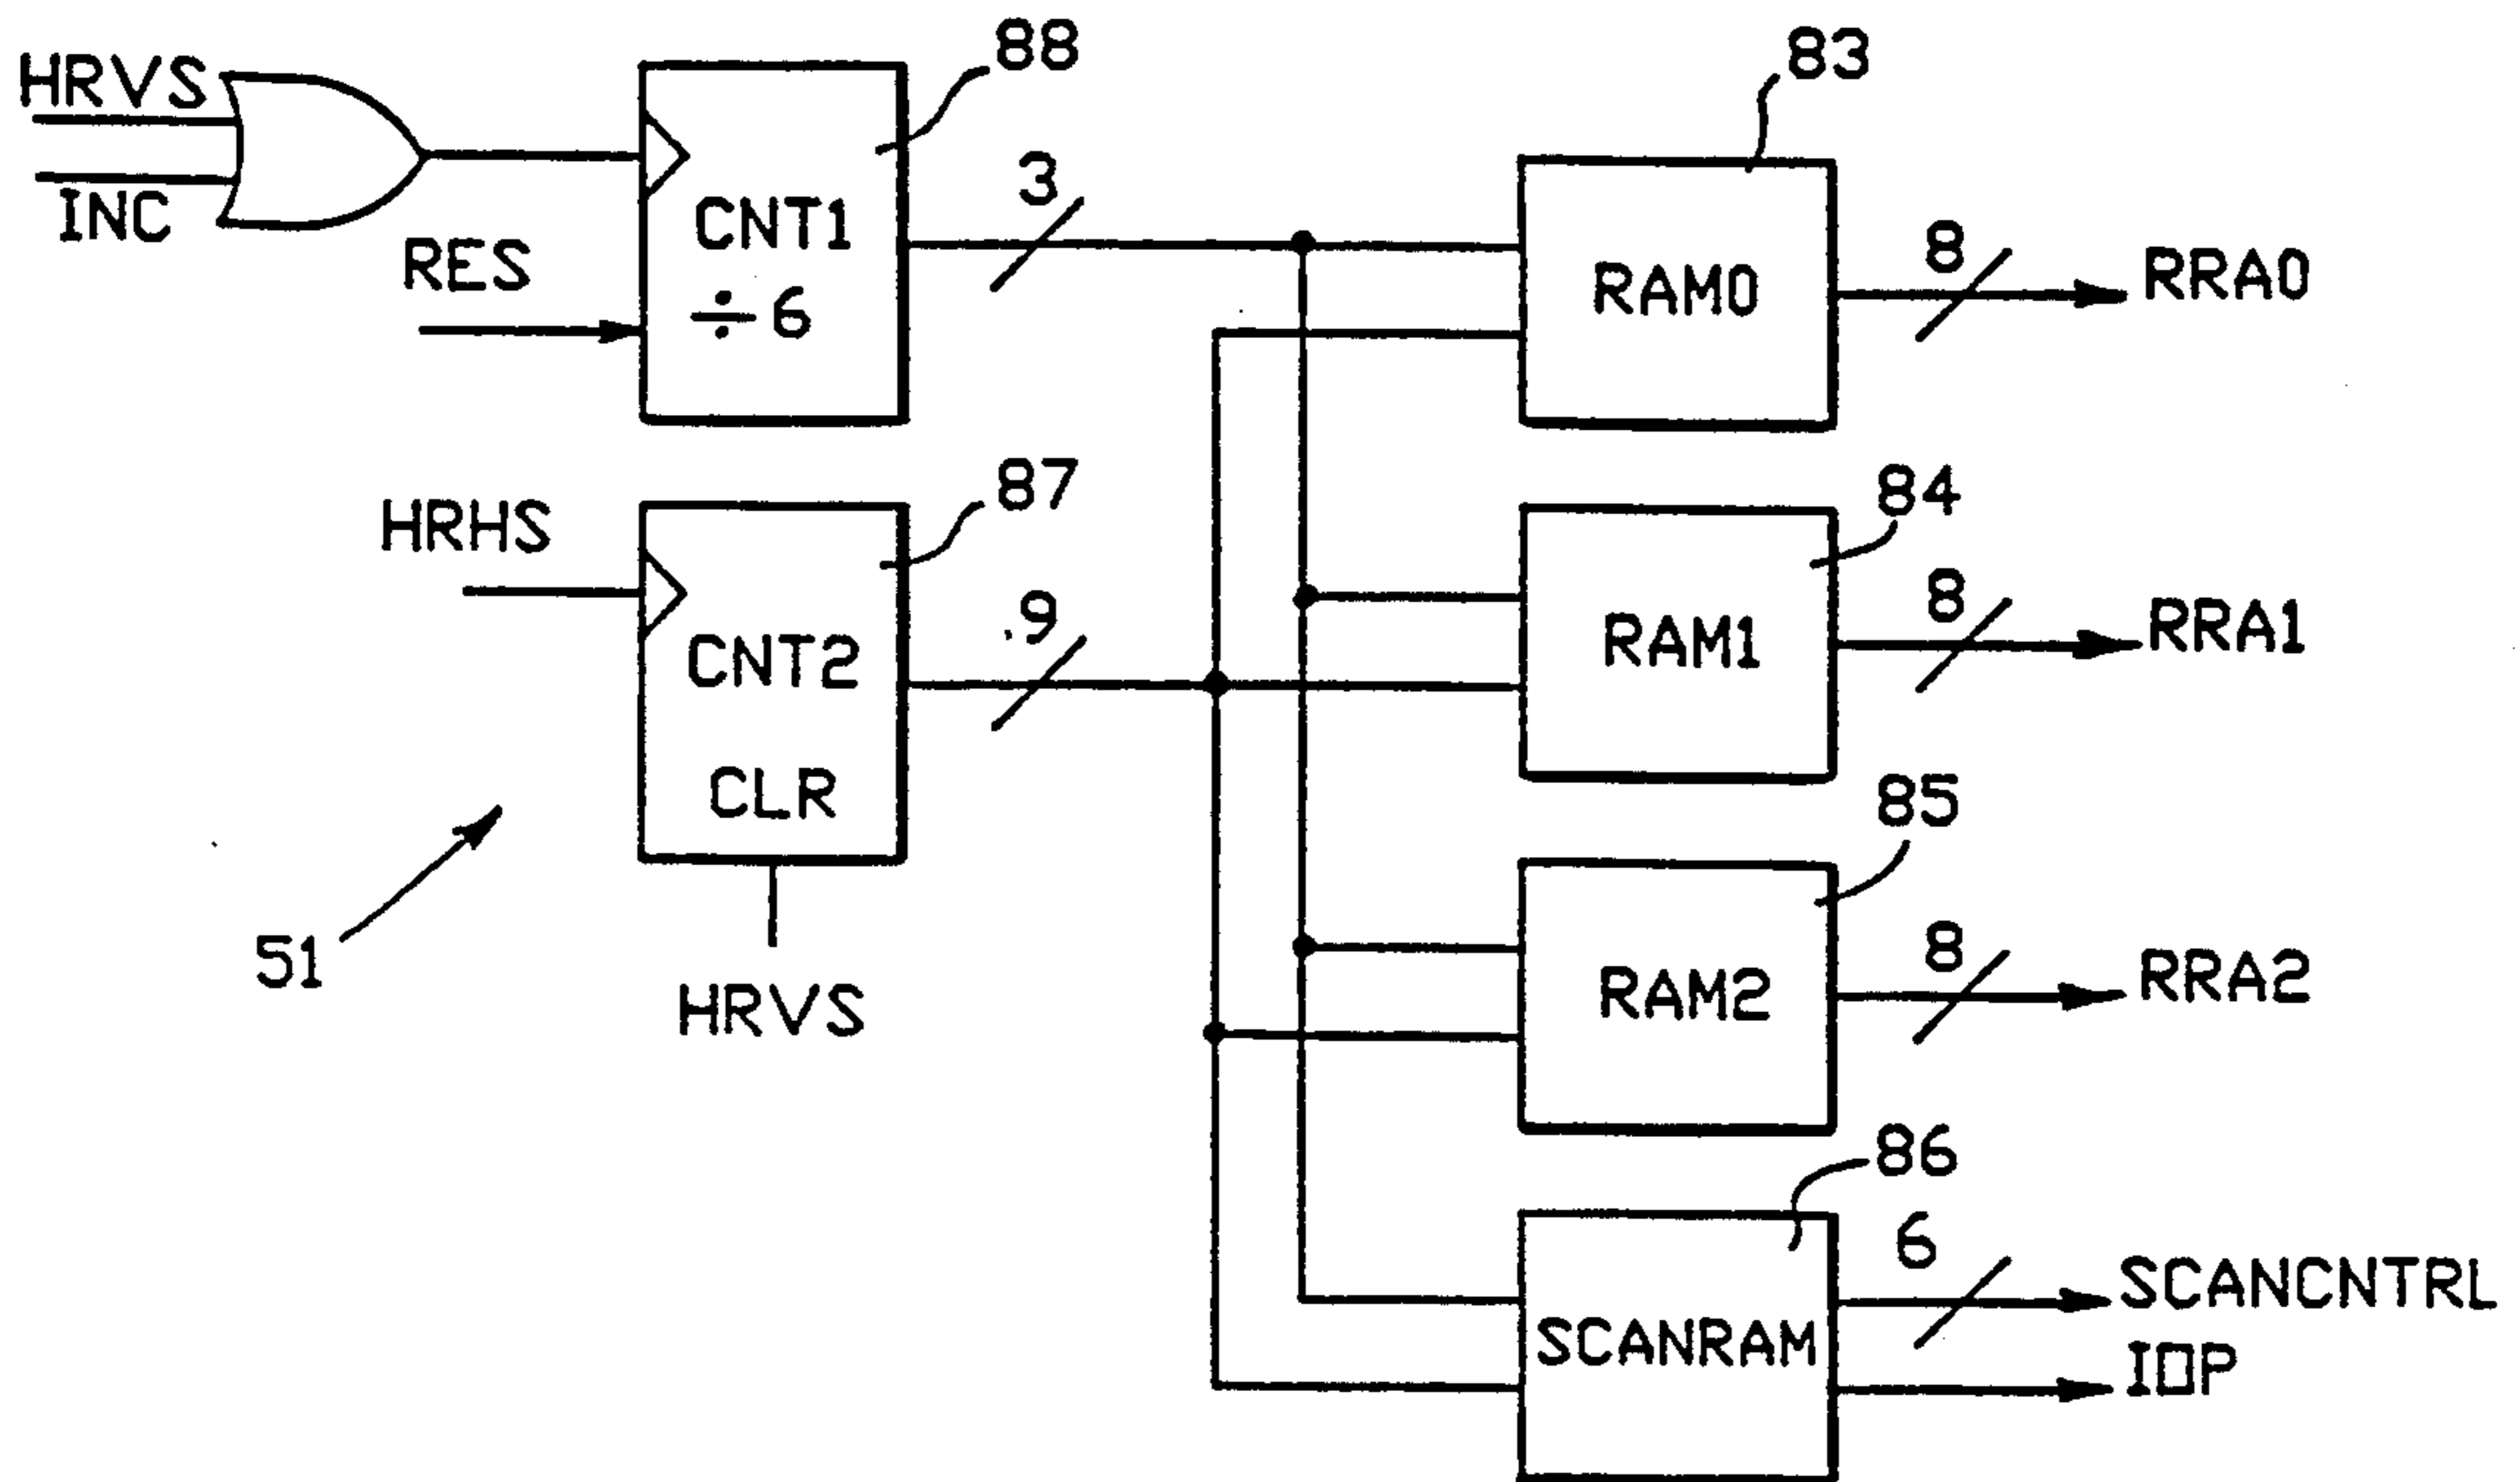 88
83
HRVS
INC
3
CNT1
÷6
RES
8
RRA0
RAM0
87
84
HRHS
9
8
RRA1
RAM1
CNT2
CLR
85
51
HRVS
8
RRA2
RAM2
86
6
SCANCNTRL
SCANRAM
IOP